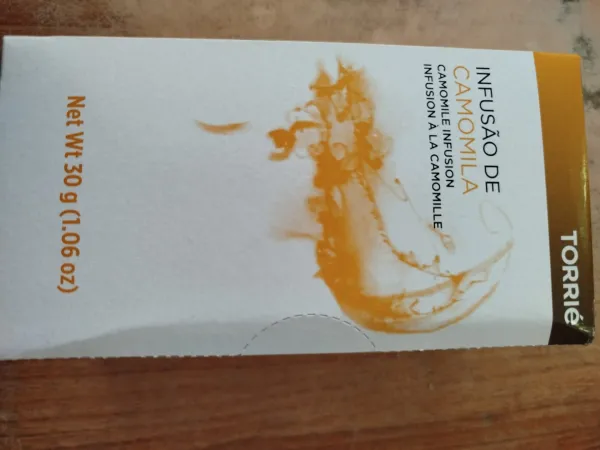 TORRIÉ
INFUSÃO DE
CAMOMILA
CAMOMILE INFUSION
INFUSION À LA CAMOMILLE
Net Wt 30 g (1.06 oz)